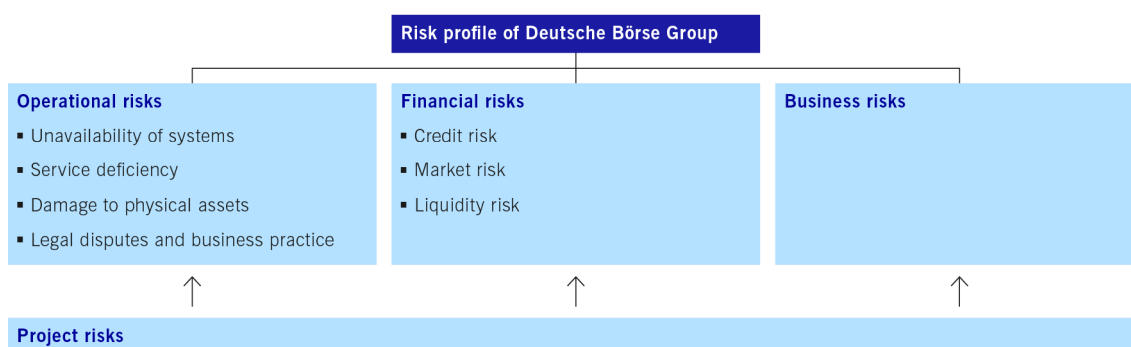 Risk profile of Deutsche Börse Group
Operational risks
▪ Unavailability of systems
▪ Service deficiency
▪ Damage to physical assets
▪ Legal disputes and business practice
Financial risks
▪ Credit risk
▪ Market risk
▪ Liquidity risk
Business risks
Project risks